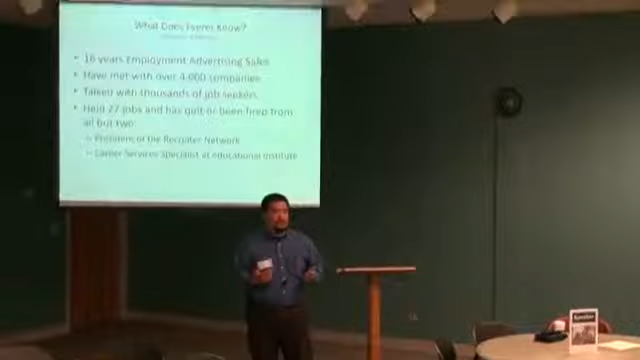 What Does Everet Know?
• 16 years Employment Advertising Sales
• Have met with over 4,000 companies
• Talked with thousands of job seekers
• Held 27 jobs and has quit or been fired from
all but two:
– President of the Recruiter Network
– Career Services Specialist at educational institute